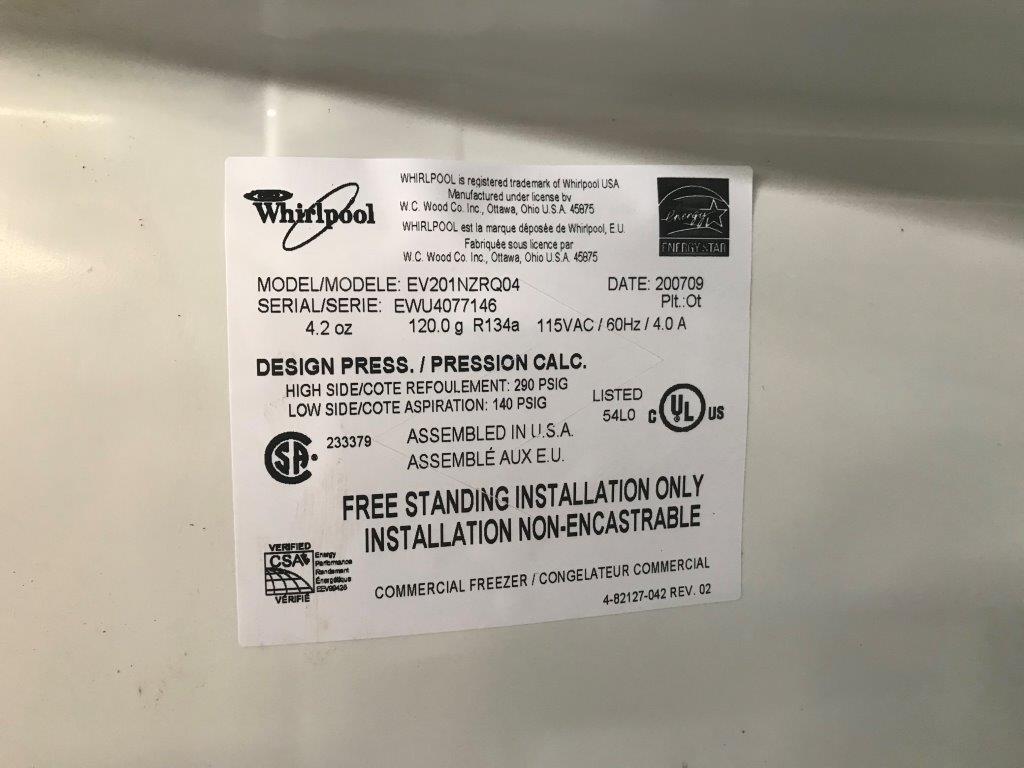 Whirlpool
WHIRLPOOL is registered trademark of Whirlpool USA
Manufactured under license by
W.C. Wood Co. Inc., Ottawa, Ohio U.S.A. 45875
WHIRLPOOL est la marque déposée de Whirlpool, E.U.
Fabriquée sous licence par
W.C. Wood Co. Inc., Ottawa, Ohio U.S.A. 45875
energy
ENERGY STAR
MODEL/MODELE: EV201NZRQ04
DATE: 200709
SERIAL/SERIE: EWU4077146
Plt.:Ot
4.2 oz 120.0 g R134a 115VAC / 60Hz / 4.0 A
DESIGN PRESS. / PRESSION CALC.
HIGH SIDE/COTE REFOULEMENT: 290 PSIG
LOW SIDE/COTE ASPIRATION: 140 PSIG
LISTED
54L0
C UL US
SA 233379
ASSEMBLED IN U.S.A.
ASSEMBLÉ AUX E.U.
FREE STANDING INSTALLATION ONLY
INSTALLATION NON-ENCASTRABLE
VERIFIED
CSA
VÉRIFIÉ
Energy
Performance
Rendement
Énergétique
EEV99426
COMMERCIAL FREEZER / CONGELATEUR COMMERCIAL
4-82127-042 REV. 02